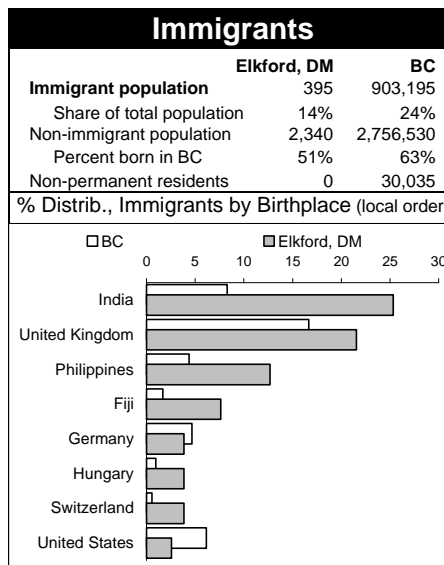 Immigrants
Elkford, DM BC
Immigrant population 395 903,195
Share of total population 14% 24%
Non-immigrant population 2,340 2,756,530
Percent born in BC 51% 63%
Non-permanent residents 0 30,035
% Distrib., Immigrants by Birthplace (local order
BC Elkford, DM
0 5 10 15 20 25 30
India
United Kingdom
Philippines
Fiji
Germany
Hungary
Switzerland
United States